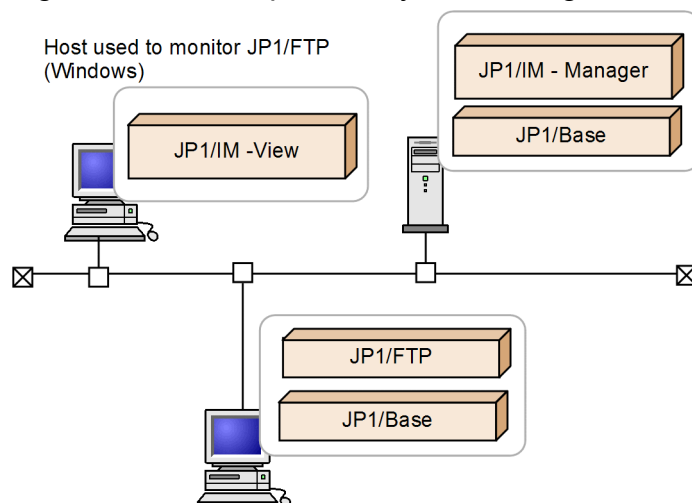 Host used to monitor JP1/FTP
(Windows)
JP1/IM - Manager
JP1/Base
JP1/IM -View
JP1/FTP
JP1/Base